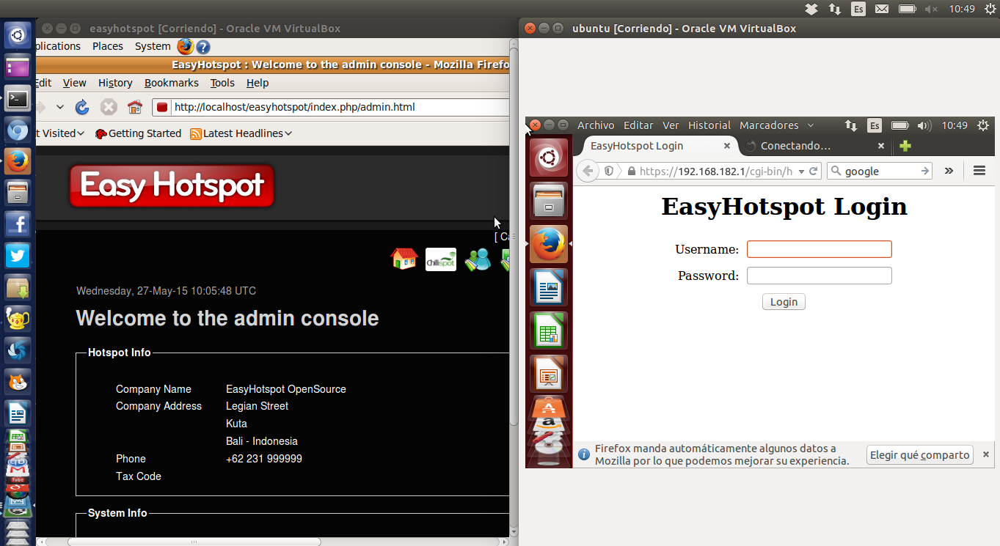 Es 10:49
easyhotspot [Corriendo] - Oracle VM VirtualBox
plications Places System
EasyHotspot : Welcome to the admin console - Mozilla Firefo
Edit View History Bookmarks Tools Help
http://localhost/easyhotspot/index.php/admin.html
t Visited Getting Started Latest Headlines
Easy Hotspot
[ Ca
chillispot
Wednesday, 27-May-15 10:05:48 UTC
Welcome to the admin console
Hotspot Info
Company Name EasyHotspot OpenSource
Company Address Legian Street
Kuta
Bali - Indonesia
Phone +62 231 999999
Tax Code
System Info
ubuntu [Corriendo] - Oracle VM VirtualBox
Archivo Editar Ver Historial Marcadores Es 10:49
EasyHotspot Login Conectando...
https://192.168.182.1/cgi-bin/h google
EasyHotspot Login
Username:
Password:
Login
Firefox manda automáticamente algunos datos a
Mozilla por lo que podemos mejorar su experiencia.
Elegir qué comparto